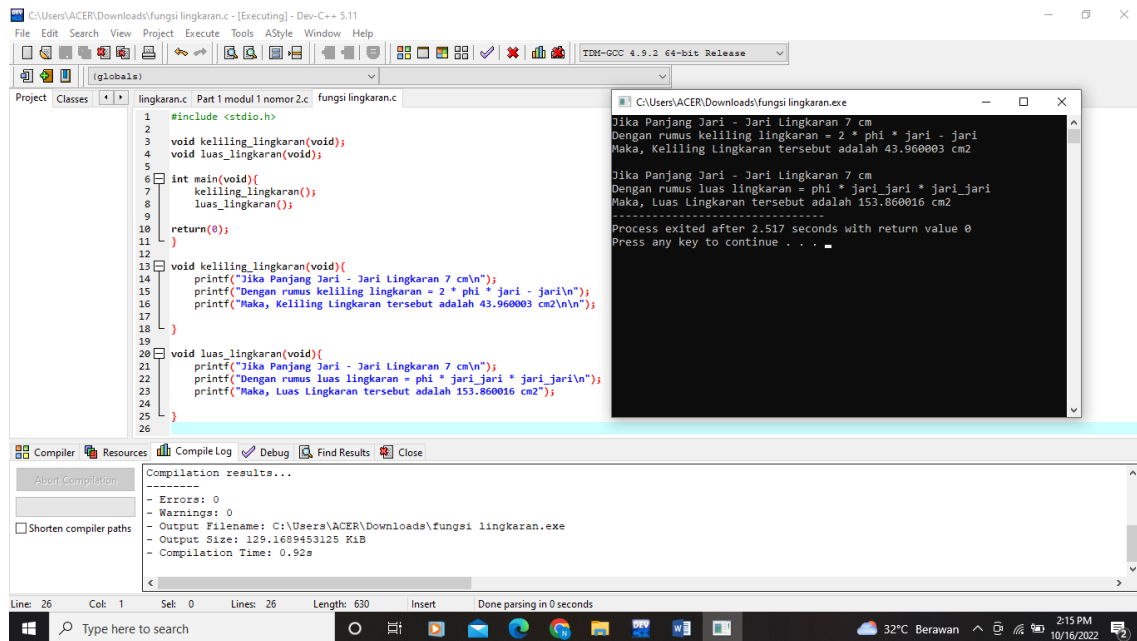 C:\Users\ACER\Downloads\fungsi lingkaran.c - [Executing] - Dev-C++ 5.11
File Edit Search View Project Execute Tools AStyle Window Help
TDM-GCC 4.9.2 64-bit Release
(globals)
Project Classes lingkaran.c Part 1 modul 1 nomor 2.c fungsi lingkaran.c
1 #include <stdio.h>
2
3 void keliling_lingkaran(void);
4 void luas_lingkaran(void);
5
6 int main(void){
7 keliling_lingkaran();
8 luas_lingkaran();
9
10 return(0);
11 }
12
13 void keliling_lingkaran(void){
14 printf("Jika Panjang Jari - Jari Lingkaran 7 cm\n");
15 printf("Dengan rumus keliling lingkaran = 2 * phi * jari - jari\n");
16 printf("Maka, Keliling Lingkaran tersebut adalah 43.960003 cm2\n\n");
17
18 }
19
20 void luas_lingkaran(void){
21 printf("Jika Panjang Jari - Jari Lingkaran 7 cm\n");
22 printf("Dengan rumus luas lingkaran = phi * jari_jari * jari_jari\n");
23 printf("Maka, Luas Lingkaran tersebut adalah 153.860016 cm2");
24
25 }
26
C:\Users\ACER\Downloads\fungsi lingkaran.exe
Jika Panjang Jari - Jari Lingkaran 7 cm
Dengan rumus keliling lingkaran = 2 * phi * jari - jari
Maka, Keliling Lingkaran tersebut adalah 43.960003 cm2

Jika Panjang Jari - Jari Lingkaran 7 cm
Dengan rumus luas lingkaran = phi * jari_jari * jari_jari
Maka, Luas Lingkaran tersebut adalah 153.860016 cm2
--------------------------------
Process exited after 2.517 seconds with return value 0
Press any key to continue . . .
Compiler Resources Compile Log Debug Find Results Close
Abort Compilation
Shorten compiler paths
Compilation results...
--------
- Errors: 0
- Warnings: 0
- Output Filename: C:\Users\ACER\Downloads\fungsi lingkaran.exe
- Output Size: 129.1689453125 KiB
- Compilation Time: 0.92s
Line: 26 Col: 1 Sel: 0 Lines: 26 Length: 630 Insert Done parsing in 0 seconds
Type here to search
32°C Berawan
2:15 PM
10/16/2022
2